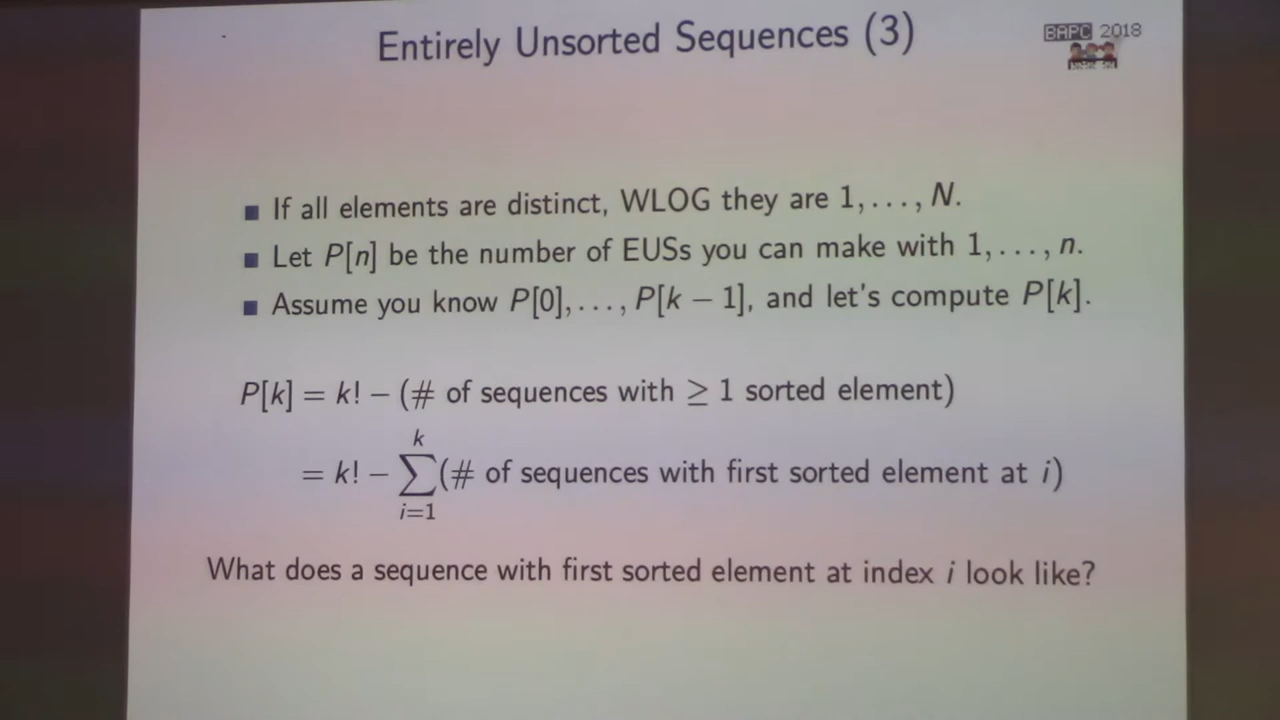 Entirely Unsorted Sequences (3)
BAPC 2018
■ If all elements are distinct, WLOG they are 1, . . . , N.
■ Let P[n] be the number of EUSs you can make with 1, . . . , n.
■ Assume you know P[0], . . . , P[k − 1], and let's compute P[k].
P[k] = k! − (# of sequences with ≥ 1 sorted element)
= k! − ∑_{i=1}^{k} (# of sequences with first sorted element at i)
What does a sequence with first sorted element at index i look like?